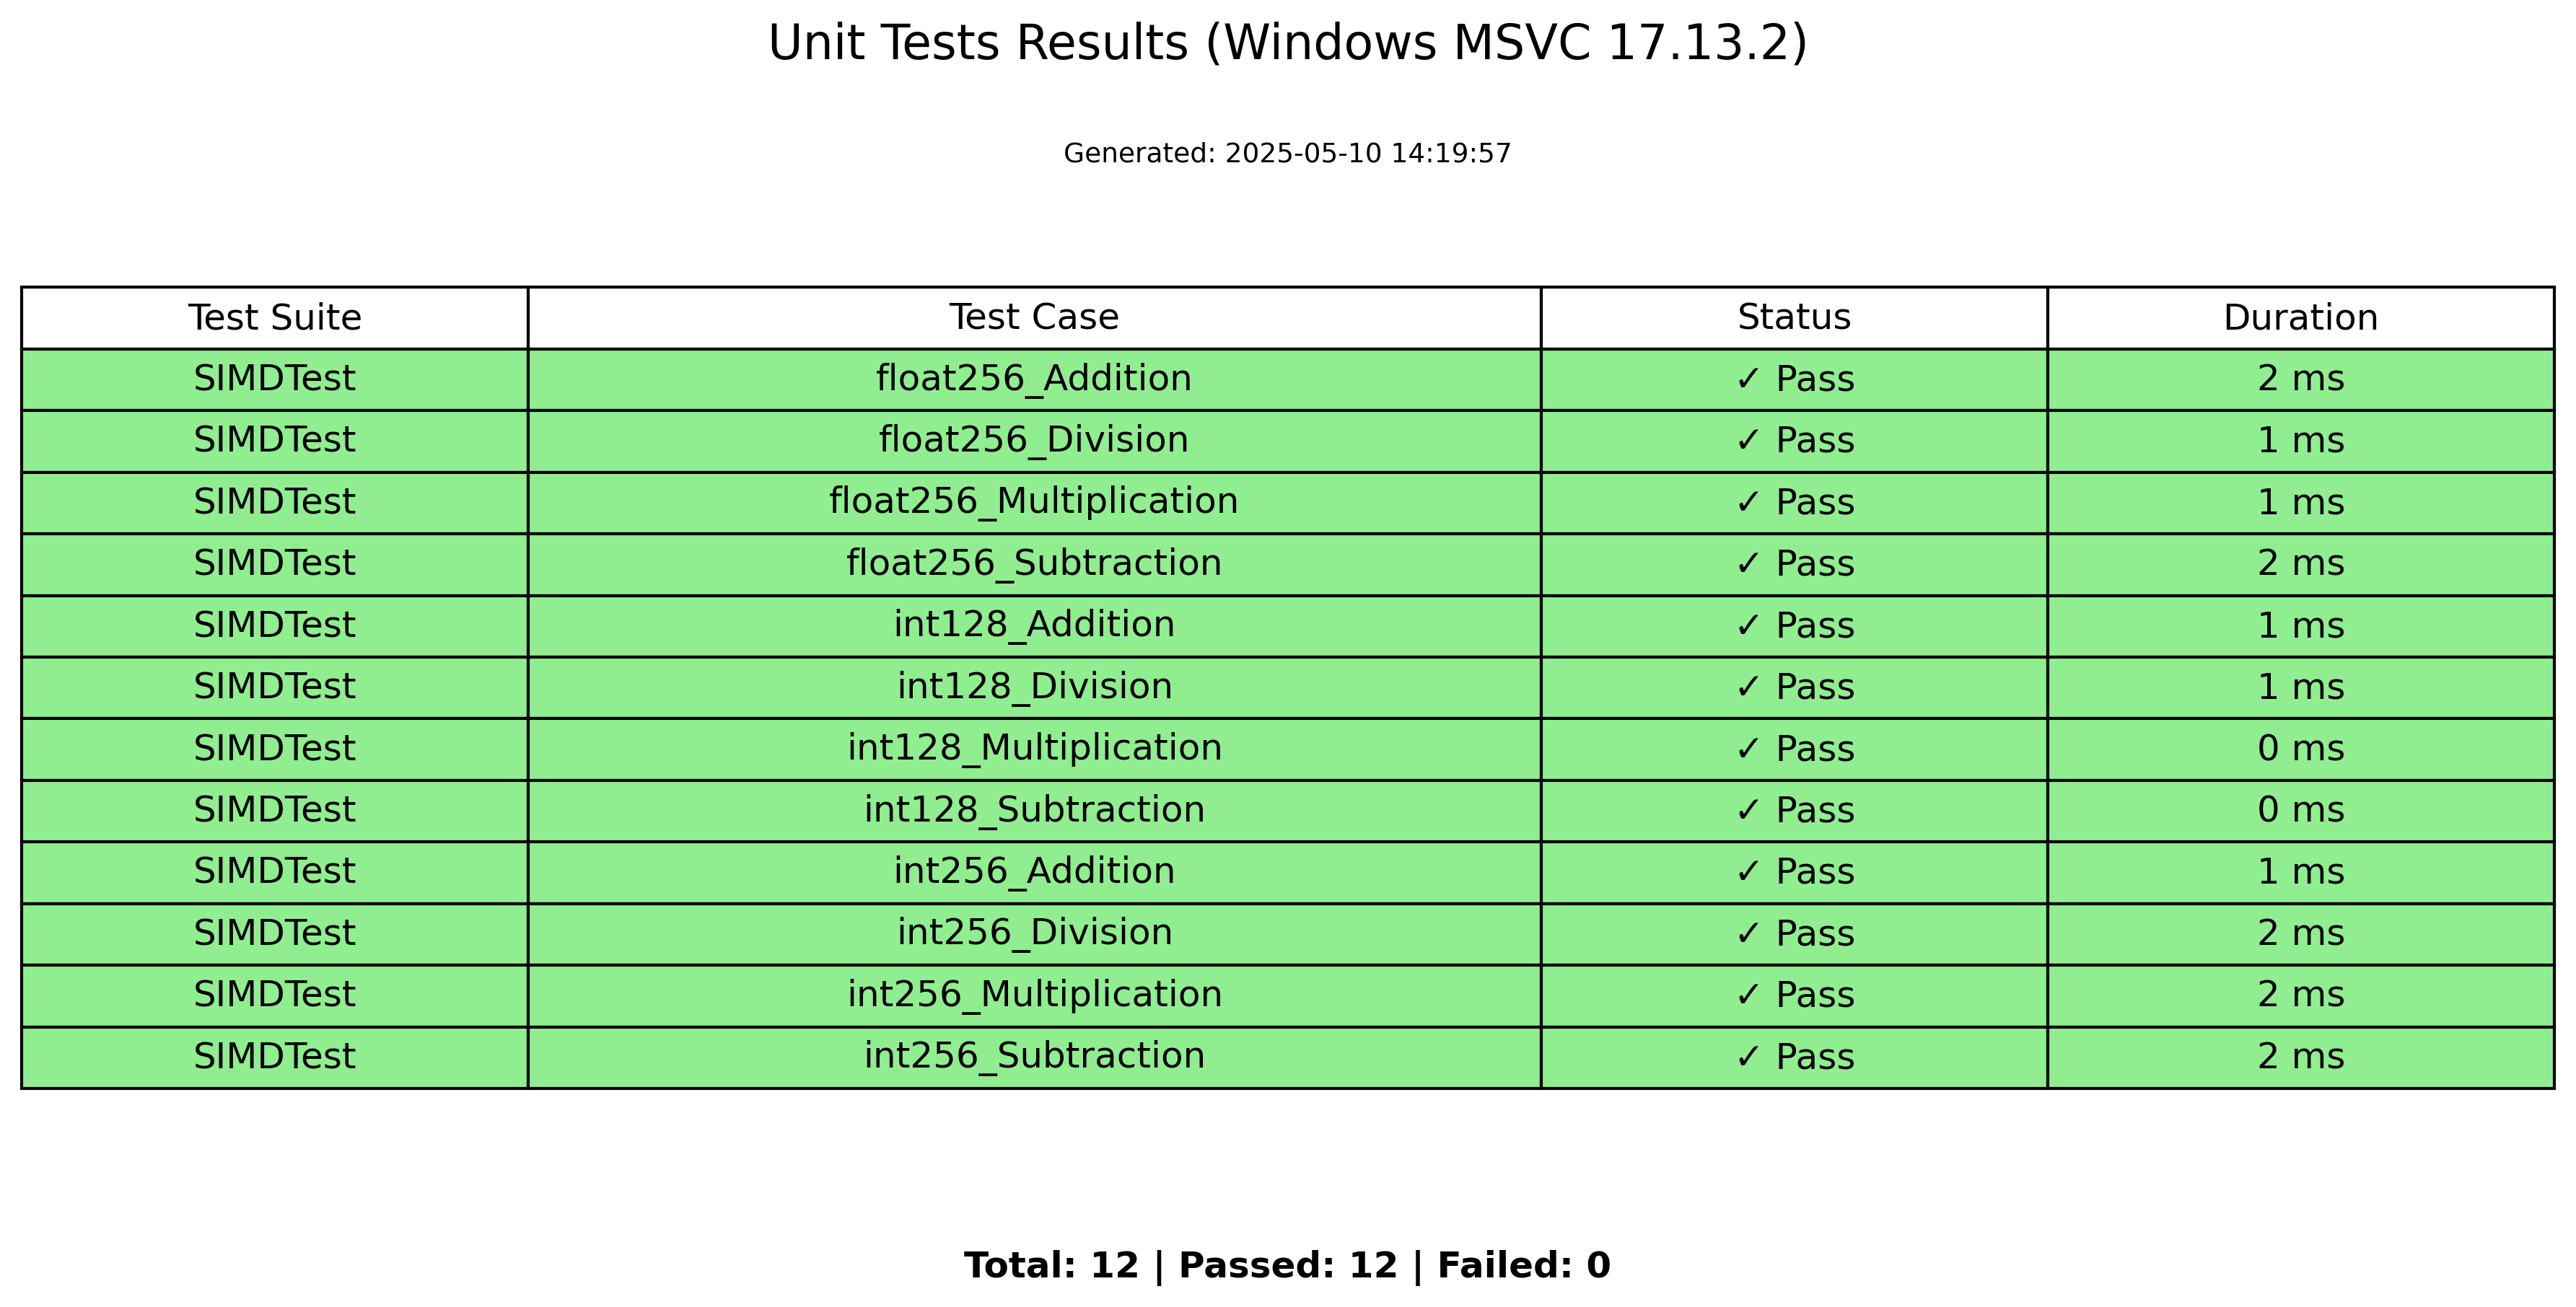 Unit Tests Results (Windows MSVC 17.13.2)
Generated: 2025-05-10 14:19:57
Test Suite Test Case Status Duration
SIMDTest float256_Addition ✓ Pass 2 ms
SIMDTest float256_Division ✓ Pass 1 ms
SIMDTest float256_Multiplication ✓ Pass 1 ms
SIMDTest float256_Subtraction ✓ Pass 2 ms
SIMDTest int128_Addition ✓ Pass 1 ms
SIMDTest int128_Division ✓ Pass 1 ms
SIMDTest int128_Multiplication ✓ Pass 0 ms
SIMDTest int128_Subtraction ✓ Pass 0 ms
SIMDTest int256_Addition ✓ Pass 1 ms
SIMDTest int256_Division ✓ Pass 2 ms
SIMDTest int256_Multiplication ✓ Pass 2 ms
SIMDTest int256_Subtraction ✓ Pass 2 ms
Total: 12 | Passed: 12 | Failed: 0